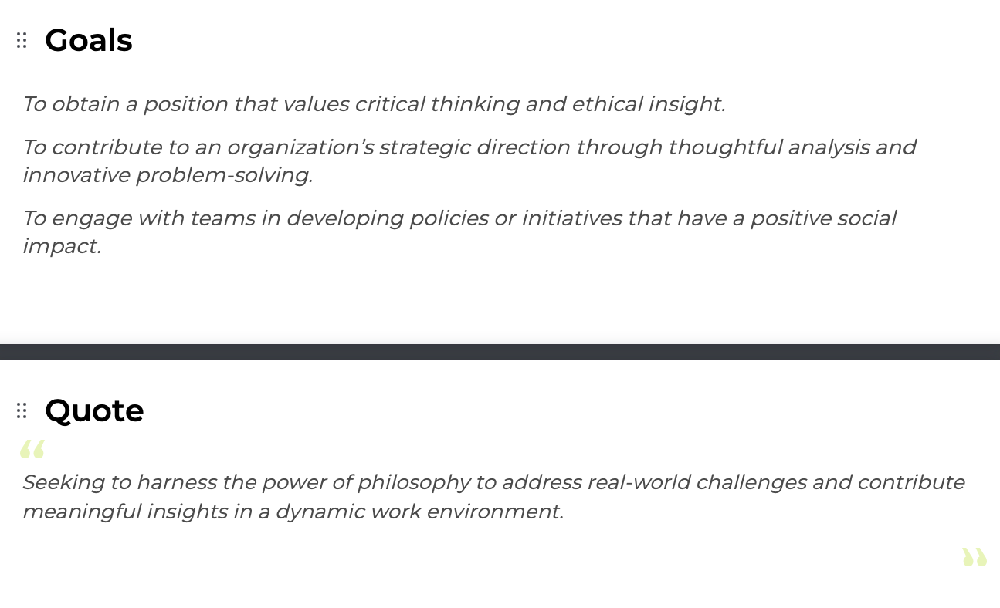 Goals
To obtain a position that values critical thinking and ethical insight.
To contribute to an organization’s strategic direction through thoughtful analysis and
innovative problem-solving.
To engage with teams in developing policies or initiatives that have a positive social
impact.
Quote
“
Seeking to harness the power of philosophy to address real-world challenges and contribute
meaningful insights in a dynamic work environment.
”